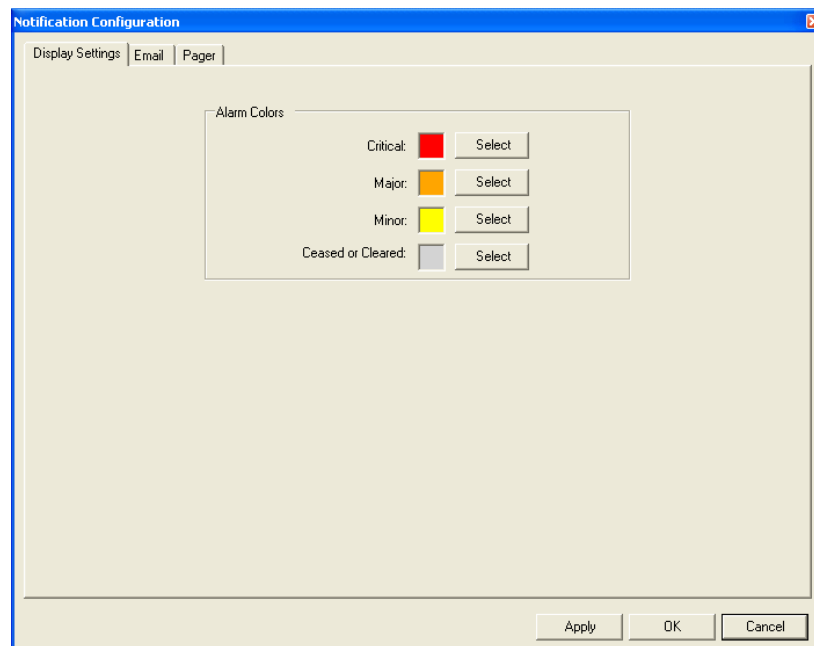 Notification Configuration
Display Settings Email Pager
Alarm Colors
Critical: Select
Major: Select
Minor: Select
Ceased or Cleared: Select
Apply OK Cancel